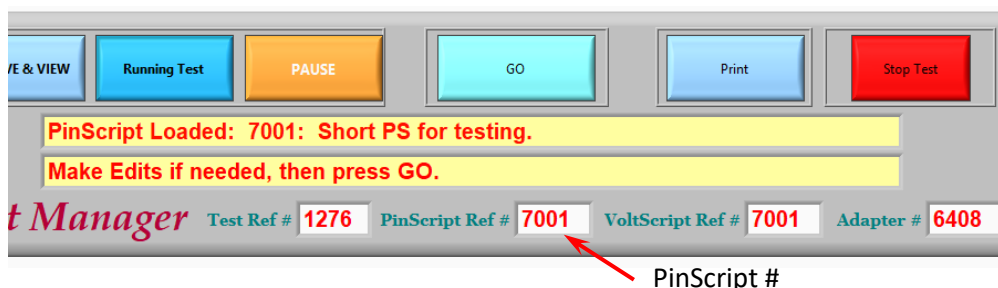 VE & VIEW Running Test PAUSE GO Print Stop Test
PinScript Loaded: 7001: Short PS for testing.
Make Edits if needed, then press GO.
t Manager Test Ref # 1276 PinScript Ref # 7001 VoltScript Ref # 7001 Adapter # 6408
PinScript #